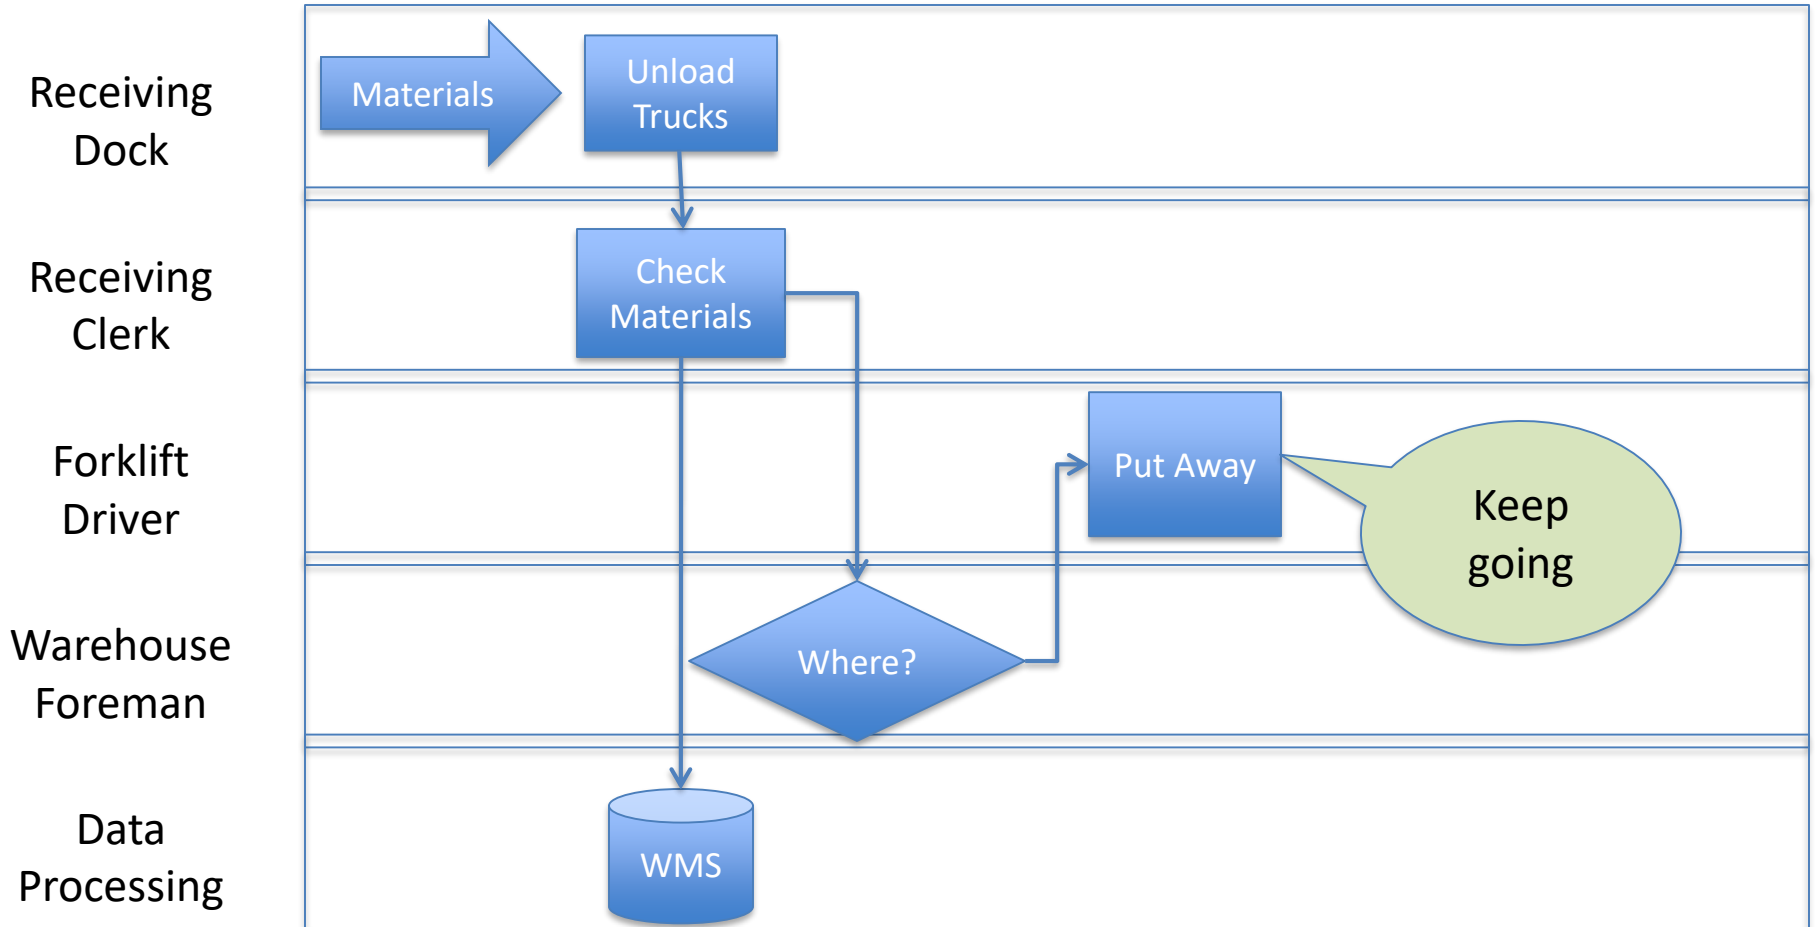 Receiving
Dock
Materials
Unload
Trucks
Receiving
Clerk
Check
Materials
Forklift
Driver
Put Away
Keep
going
Warehouse
Foreman
Where?
Data
Processing
WMS